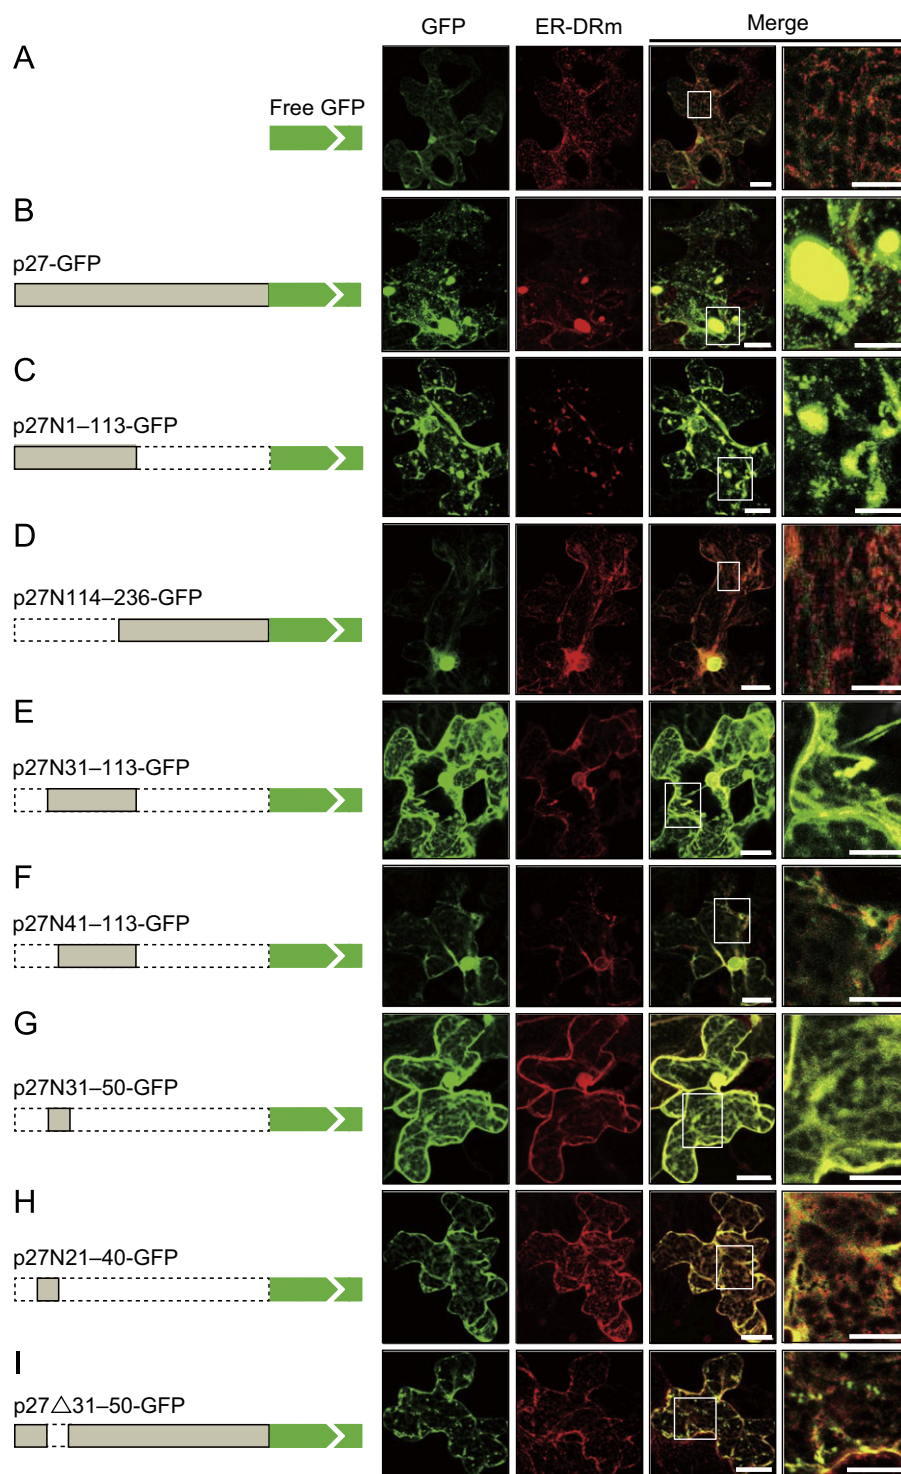 GFP ER-DRm Merge
A
Free GFP
B
p27-GFP
C
p27N1–113-GFP
D
p27N114–236-GFP
E
p27N31–113-GFP
F
p27N41–113-GFP
G
p27N31–50-GFP
H
p27N21–40-GFP
I
p27△31–50-GFP